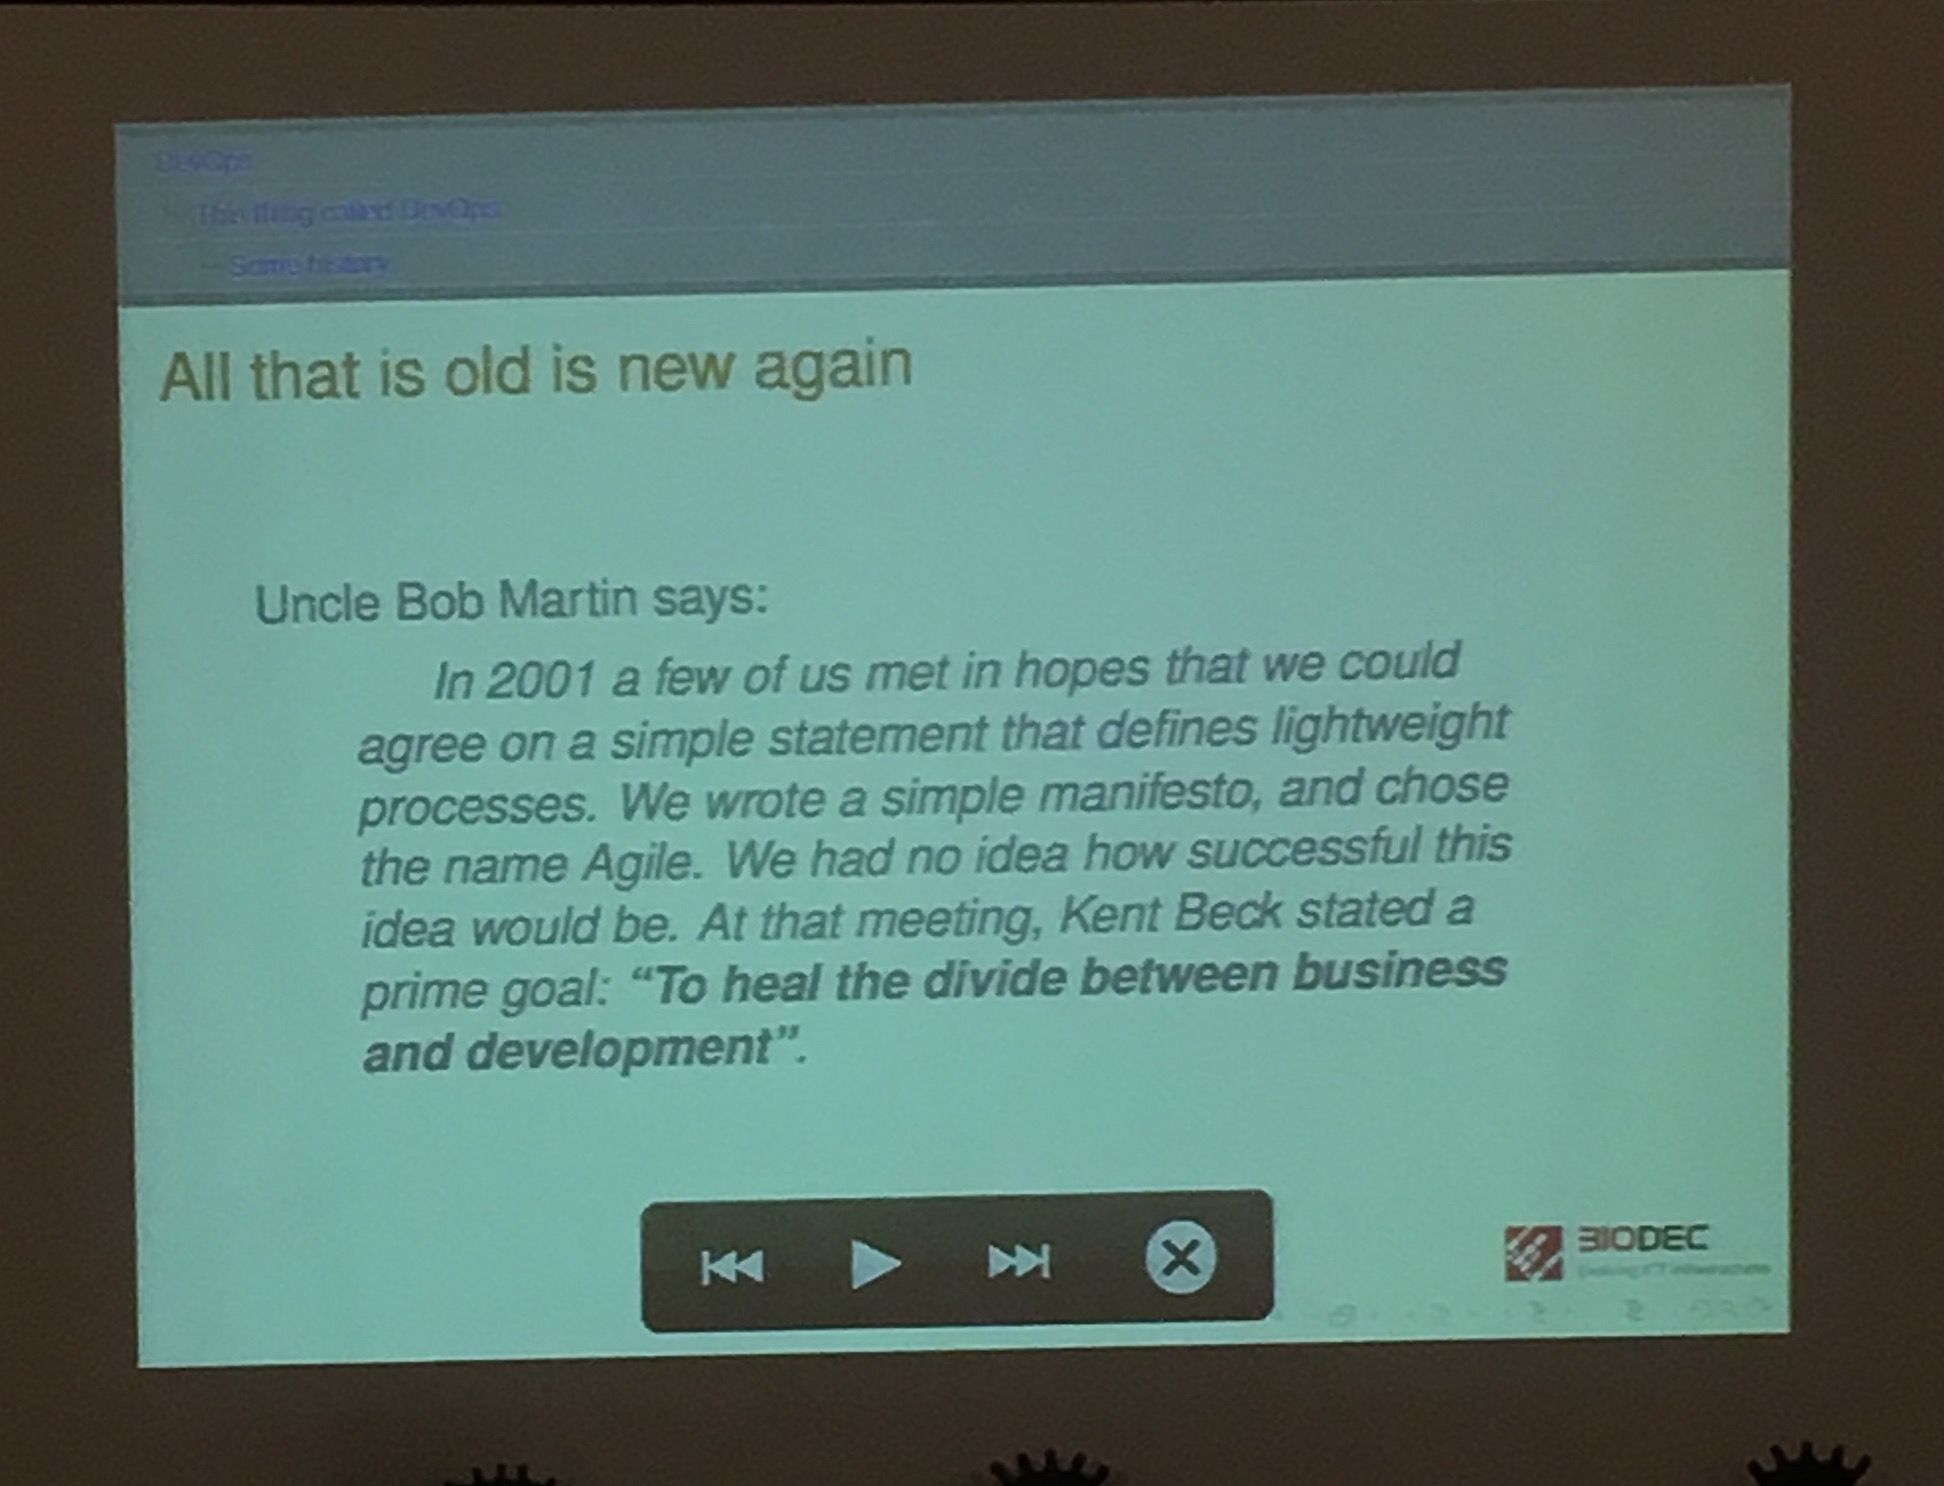 DevOps
This thing called DevOps
Some history
All that is old is new again
Uncle Bob Martin says:
In 2001 a few of us met in hopes that we could
agree on a simple statement that defines lightweight
processes. We wrote a simple manifesto, and chose
the name Agile. We had no idea how successful this
idea would be. At that meeting, Kent Beck stated a
prime goal: “To heal the divide between business
and development”.
BIODEC